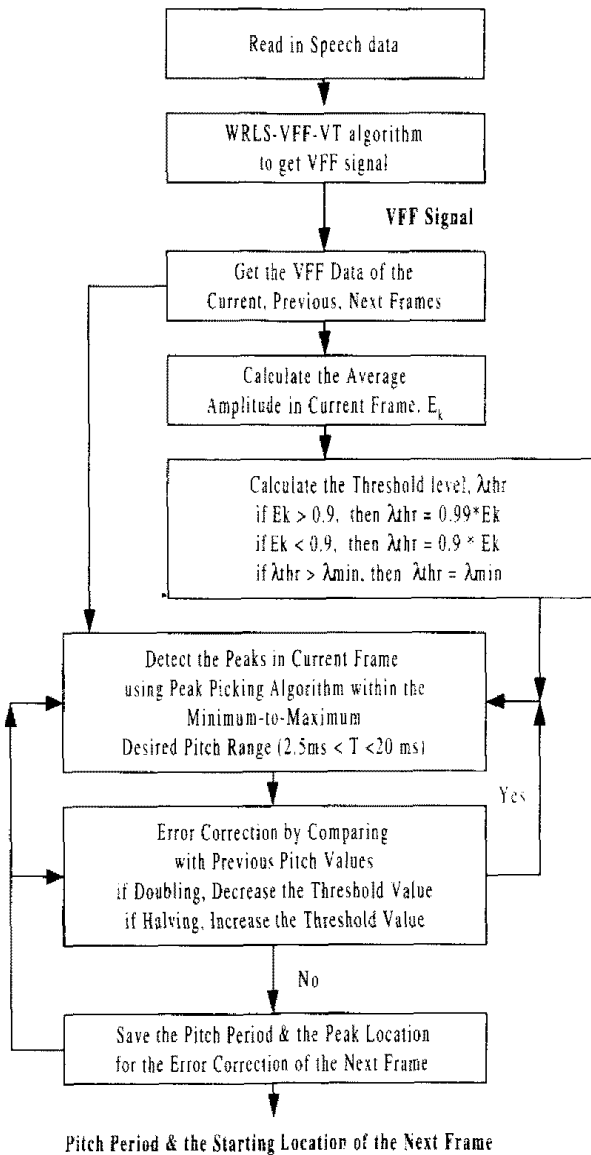 Read in Speech data
WRLS-VFF-VT algorithm
to get VFF signal
VFF Signal
Get the VFF Data of the
Current, Previous, Next Frames
Calculate the Average
Amplitude in Current Frame, Ek
Calculate the Threshold level, λthr
if Ek > 0.9, then λthr = 0.99*Ek
if Ek < 0.9, then λthr = 0.9 * Ek
if λthr > λmin, then λthr = λmin
Detect the Peaks in Current Frame
using Peak Picking Algorithm within the
Minimum-to-Maximum
Desired Pitch Range (2.5ms < T <20 ms)
Yes
Error Correction by Comparing
with Previous Pitch Values
if Doubling, Decrease the Threshold Value
if Halving, Increase the Threshold Value
No
Save the Pitch Period & the Peak Location
for the Error Correction of the Next Frame
Pitch Period & the Starting Location of the Next Frame